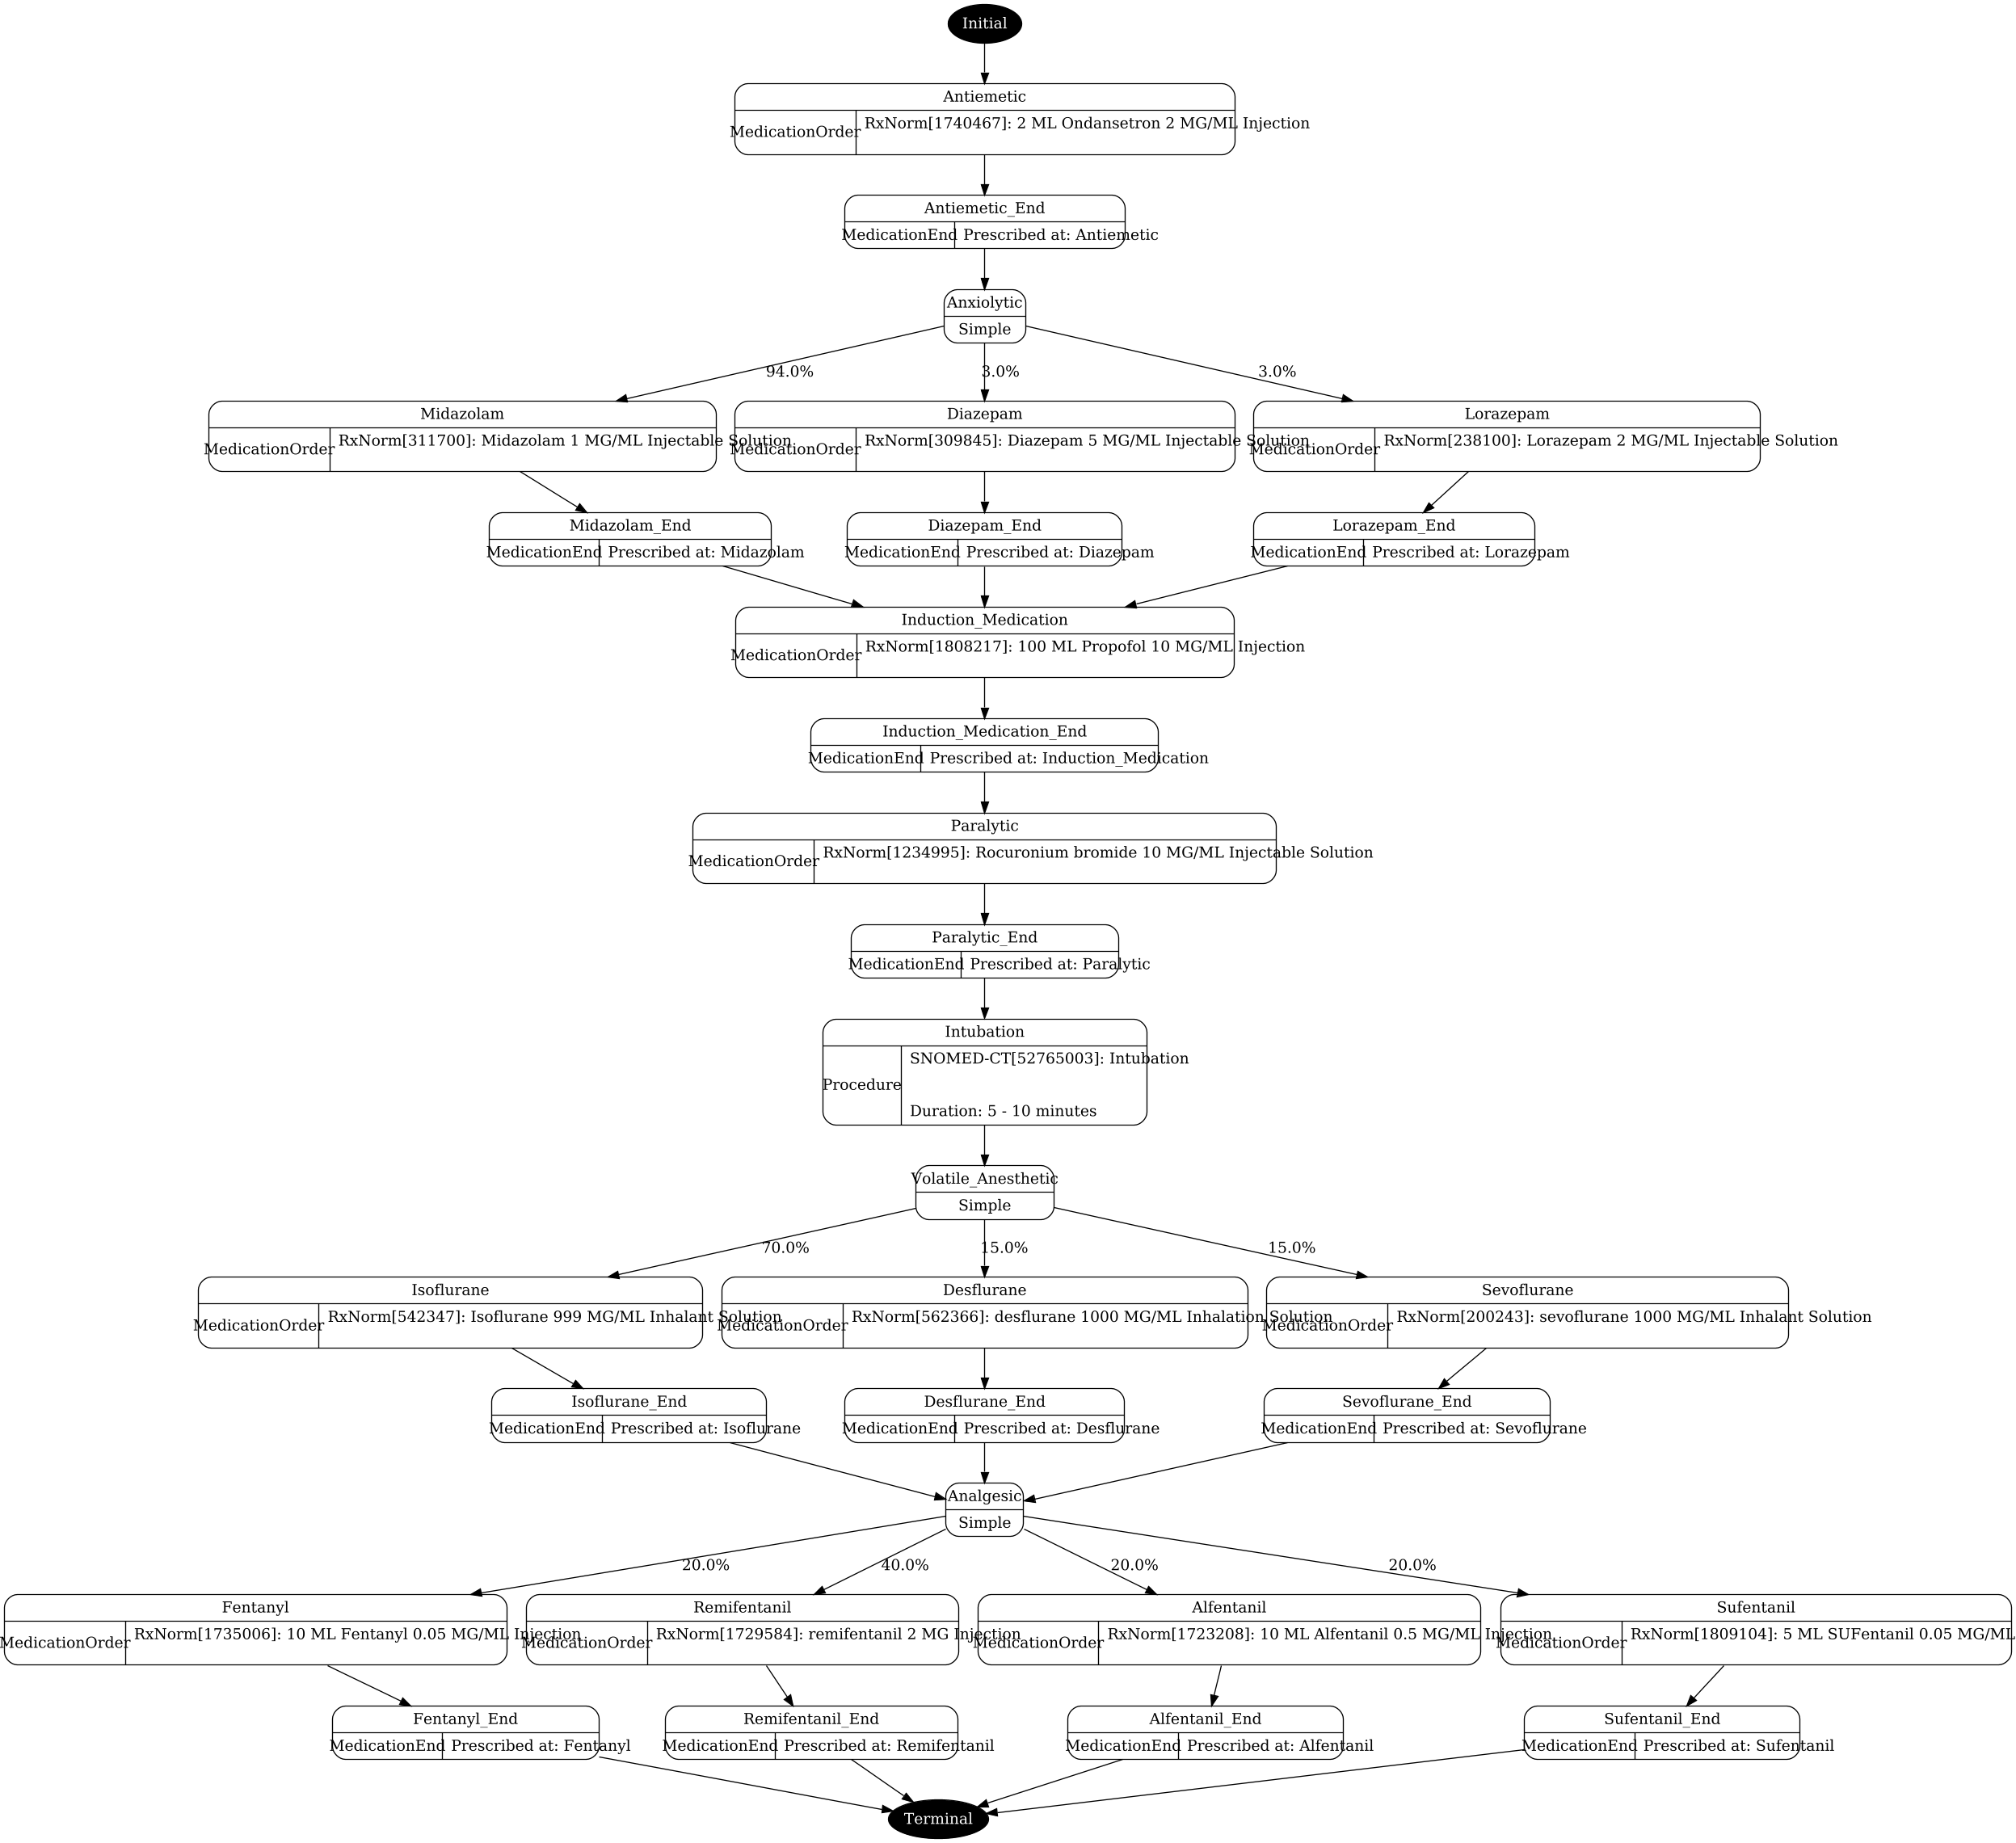 Initial
Antiemetic
MedicationOrder
RxNorm[1740467]: 2 ML Ondansetron 2 MG/ML Injection
Antiemetic_End
MedicationEnd
Prescribed at: Antiemetic
Anxiolytic
Simple
94.0%
3.0%
3.0%
Midazolam
MedicationOrder
RxNorm[311700]: Midazolam 1 MG/ML Injectable Solution
Diazepam
MedicationOrder
RxNorm[309845]: Diazepam 5 MG/ML Injectable Solution
Lorazepam
MedicationOrder
RxNorm[238100]: Lorazepam 2 MG/ML Injectable Solution
Midazolam_End
MedicationEnd
Prescribed at: Midazolam
Diazepam_End
MedicationEnd
Prescribed at: Diazepam
Lorazepam_End
MedicationEnd
Prescribed at: Lorazepam
Induction_Medication
MedicationOrder
RxNorm[1808217]: 100 ML Propofol 10 MG/ML Injection
Induction_Medication_End
MedicationEnd
Prescribed at: Induction_Medication
Paralytic
MedicationOrder
RxNorm[1234995]: Rocuronium bromide 10 MG/ML Injectable Solution
Paralytic_End
MedicationEnd
Prescribed at: Paralytic
Intubation
Procedure
SNOMED-CT[52765003]: Intubation
Duration: 5 - 10 minutes
Volatile_Anesthetic
Simple
70.0%
15.0%
15.0%
Isoflurane
MedicationOrder
RxNorm[542347]: Isoflurane 999 MG/ML Inhalant Solution
Desflurane
MedicationOrder
RxNorm[562366]: desflurane 1000 MG/ML Inhalation Solution
Sevoflurane
MedicationOrder
RxNorm[200243]: sevoflurane 1000 MG/ML Inhalant Solution
Isoflurane_End
MedicationEnd
Prescribed at: Isoflurane
Desflurane_End
MedicationEnd
Prescribed at: Desflurane
Sevoflurane_End
MedicationEnd
Prescribed at: Sevoflurane
Analgesic
Simple
20.0%
40.0%
20.0%
20.0%
Fentanyl
MedicationOrder
RxNorm[1735006]: 10 ML Fentanyl 0.05 MG/ML Injection
Remifentanil
MedicationOrder
RxNorm[1729584]: remifentanil 2 MG Injection
Alfentanil
MedicationOrder
RxNorm[1723208]: 10 ML Alfentanil 0.5 MG/ML Injection
Sufentanil
MedicationOrder
RxNorm[1809104]: 5 ML SUFentanil 0.05 MG/ML
Fentanyl_End
MedicationEnd
Prescribed at: Fentanyl
Remifentanil_End
MedicationEnd
Prescribed at: Remifentanil
Alfentanil_End
MedicationEnd
Prescribed at: Alfentanil
Sufentanil_End
MedicationEnd
Prescribed at: Sufentanil
Terminal